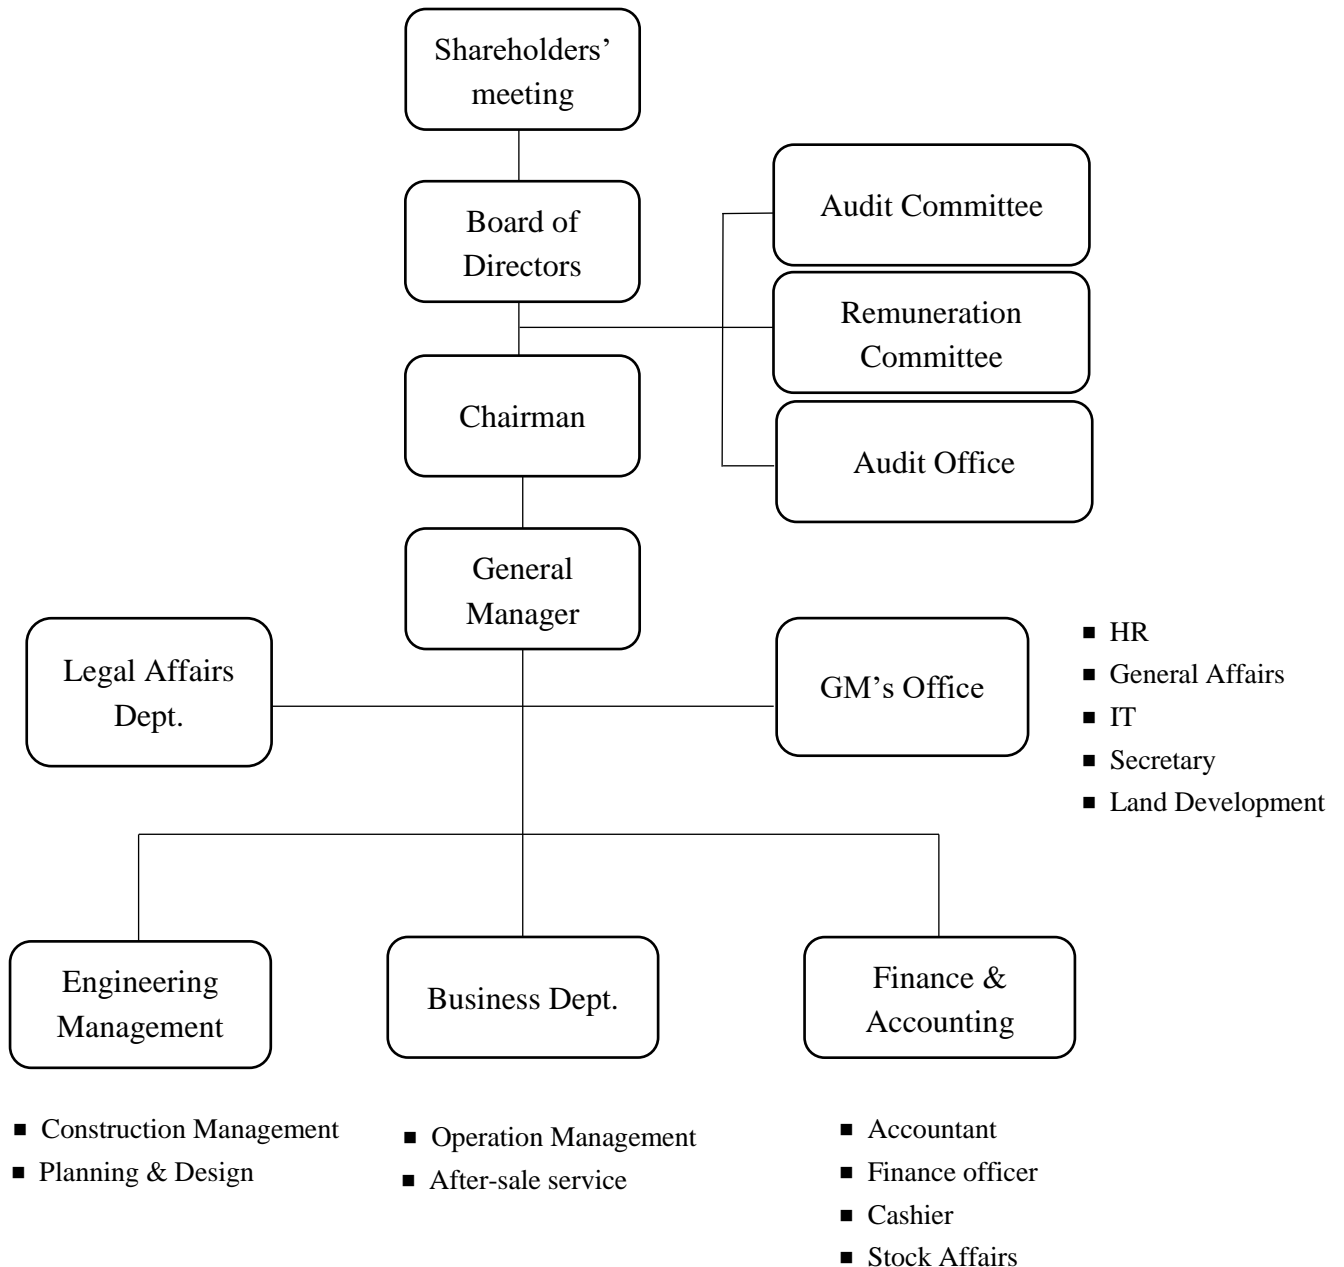 Shareholders’
meeting
Board of
Directors
Audit Committee
Remuneration
Committee
Chairman
Audit Office
General
Manager
Legal Affairs
Dept.
GM’s Office
■ HR
■ General Affairs
■ IT
■ Secretary
■ Land Development
Engineering
Management
Business Dept.
Finance &
Accounting
■ Construction Management
■ Planning & Design
■ Operation Management
■ After-sale service
■ Accountant
■ Finance officer
■ Cashier
■ Stock Affairs